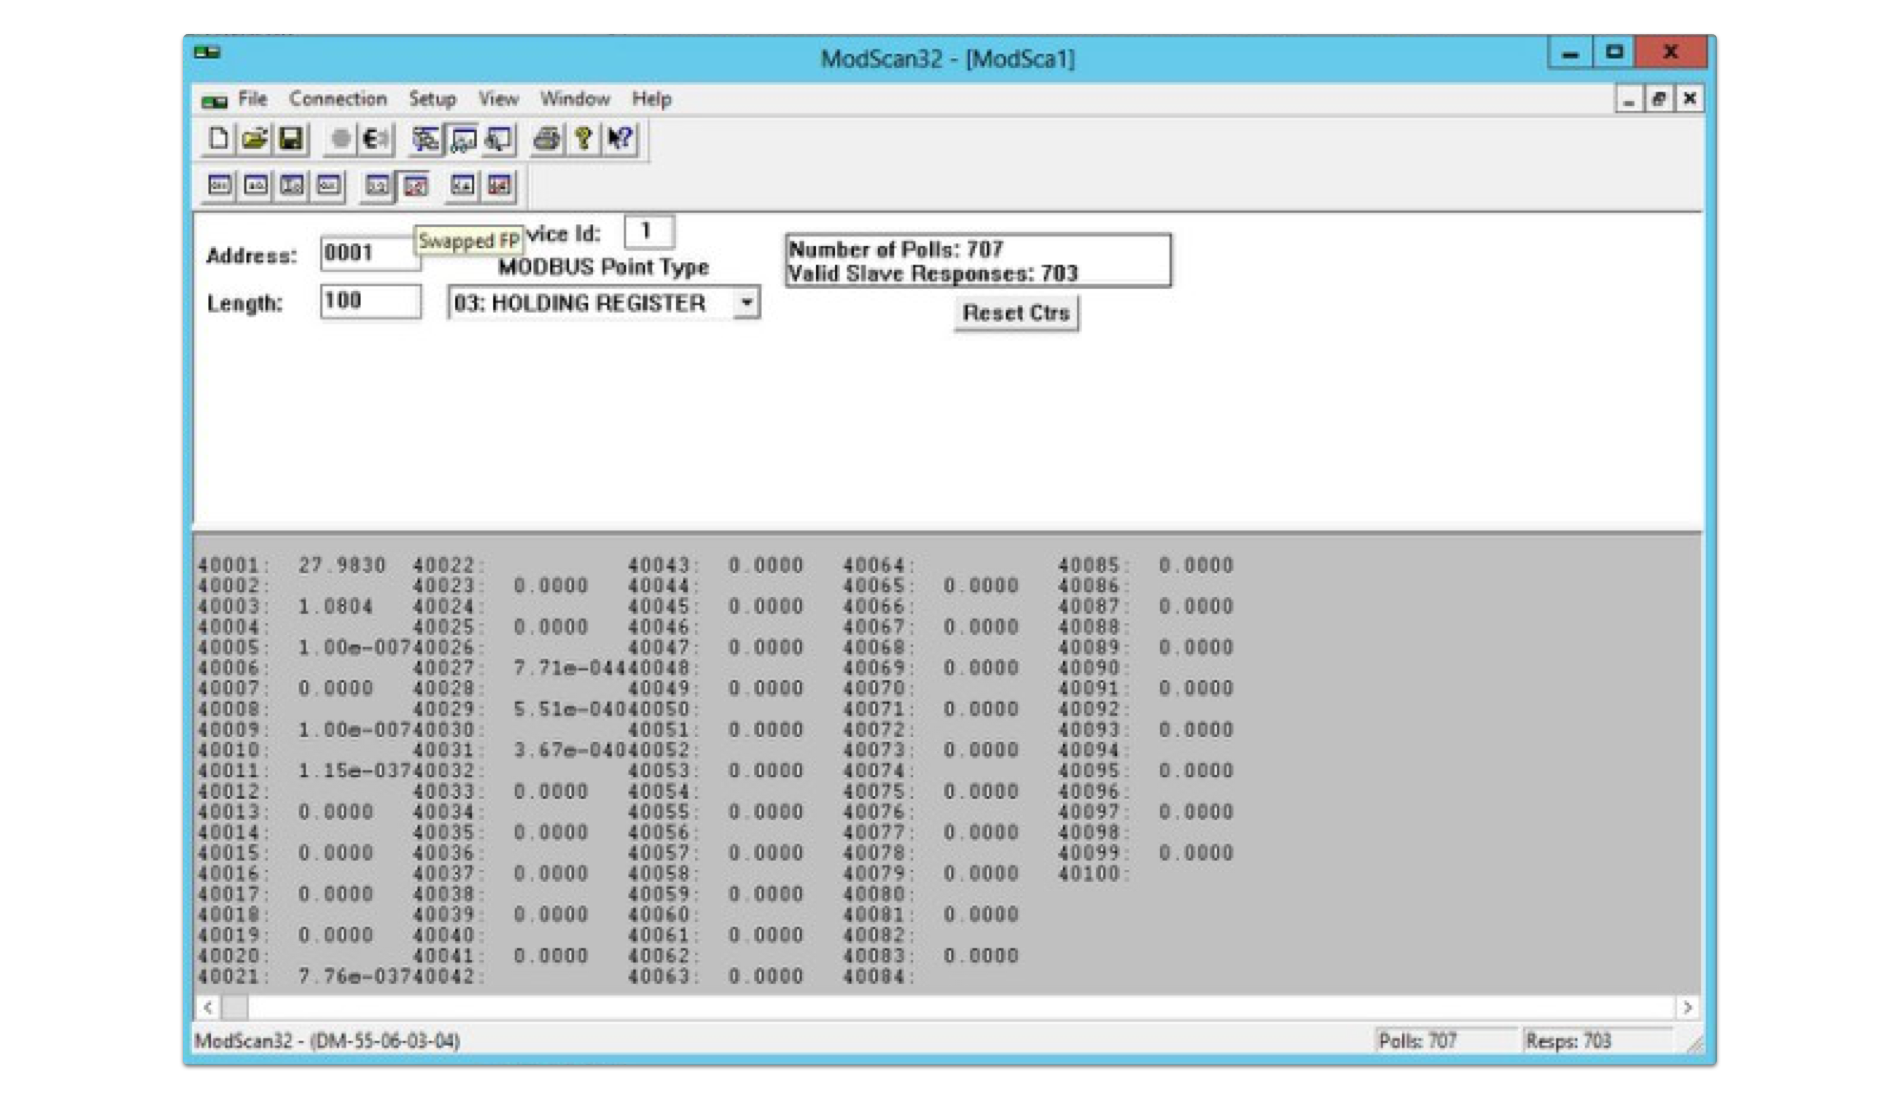 ModScan32 - [ModSca1]
File Connection Setup View Window Help
Address: 0001
Swapped FP
vice Id: 1
MODBUS Point Type
Length: 100
03: HOLDING REGISTER
Number of Polls: 707
Valid Slave Responses: 703
Reset Ctrs
40001: 27.9830 40022: 40043: 0.0000 40064: 40085: 0.0000
40002: 40023: 0.0000 40044: 40065: 0.0000 40086:
40003: 1.0804 40024: 40045: 0.0000 40066: 40087: 0.0000
40004: 40025: 0.0000 40046: 40067: 0.0000 40088:
40005: 1.00e-00740026: 40047: 0.0000 40068: 40089: 0.0000
40006: 40027: 7.71e-04440048: 40069: 0.0000 40090:
40007: 0.0000 40028: 40049: 0.0000 40070: 40091: 0.0000
40008: 40029: 5.51e-04040050: 40071: 0.0000 40092:
40009: 1.00e-00740030: 40051: 0.0000 40072: 40093: 0.0000
40010: 40031: 3.67e-04040052: 40073: 0.0000 40094:
40011: 1.15e-03740032: 40053: 0.0000 40074: 40095: 0.0000
40012: 40033: 0.0000 40054: 40075: 0.0000 40096:
40013: 0.0000 40034: 40055: 0.0000 40076: 40097: 0.0000
40014: 40035: 0.0000 40056: 40077: 0.0000 40098:
40015: 0.0000 40036: 40057: 0.0000 40078: 40099: 0.0000
40016: 40037: 0.0000 40058: 40079: 0.0000 40100:
40017: 0.0000 40038: 40059: 0.0000 40080:
40018: 40039: 0.0000 40060: 40081: 0.0000
40019: 0.0000 40040: 40061: 0.0000 40082:
40020: 40041: 0.0000 40062: 40083: 0.0000
40021: 7.76e-03740042: 40063: 0.0000 40084:
ModScan32 - (DM-55-06-03-04)
Polls: 707
Resps: 703